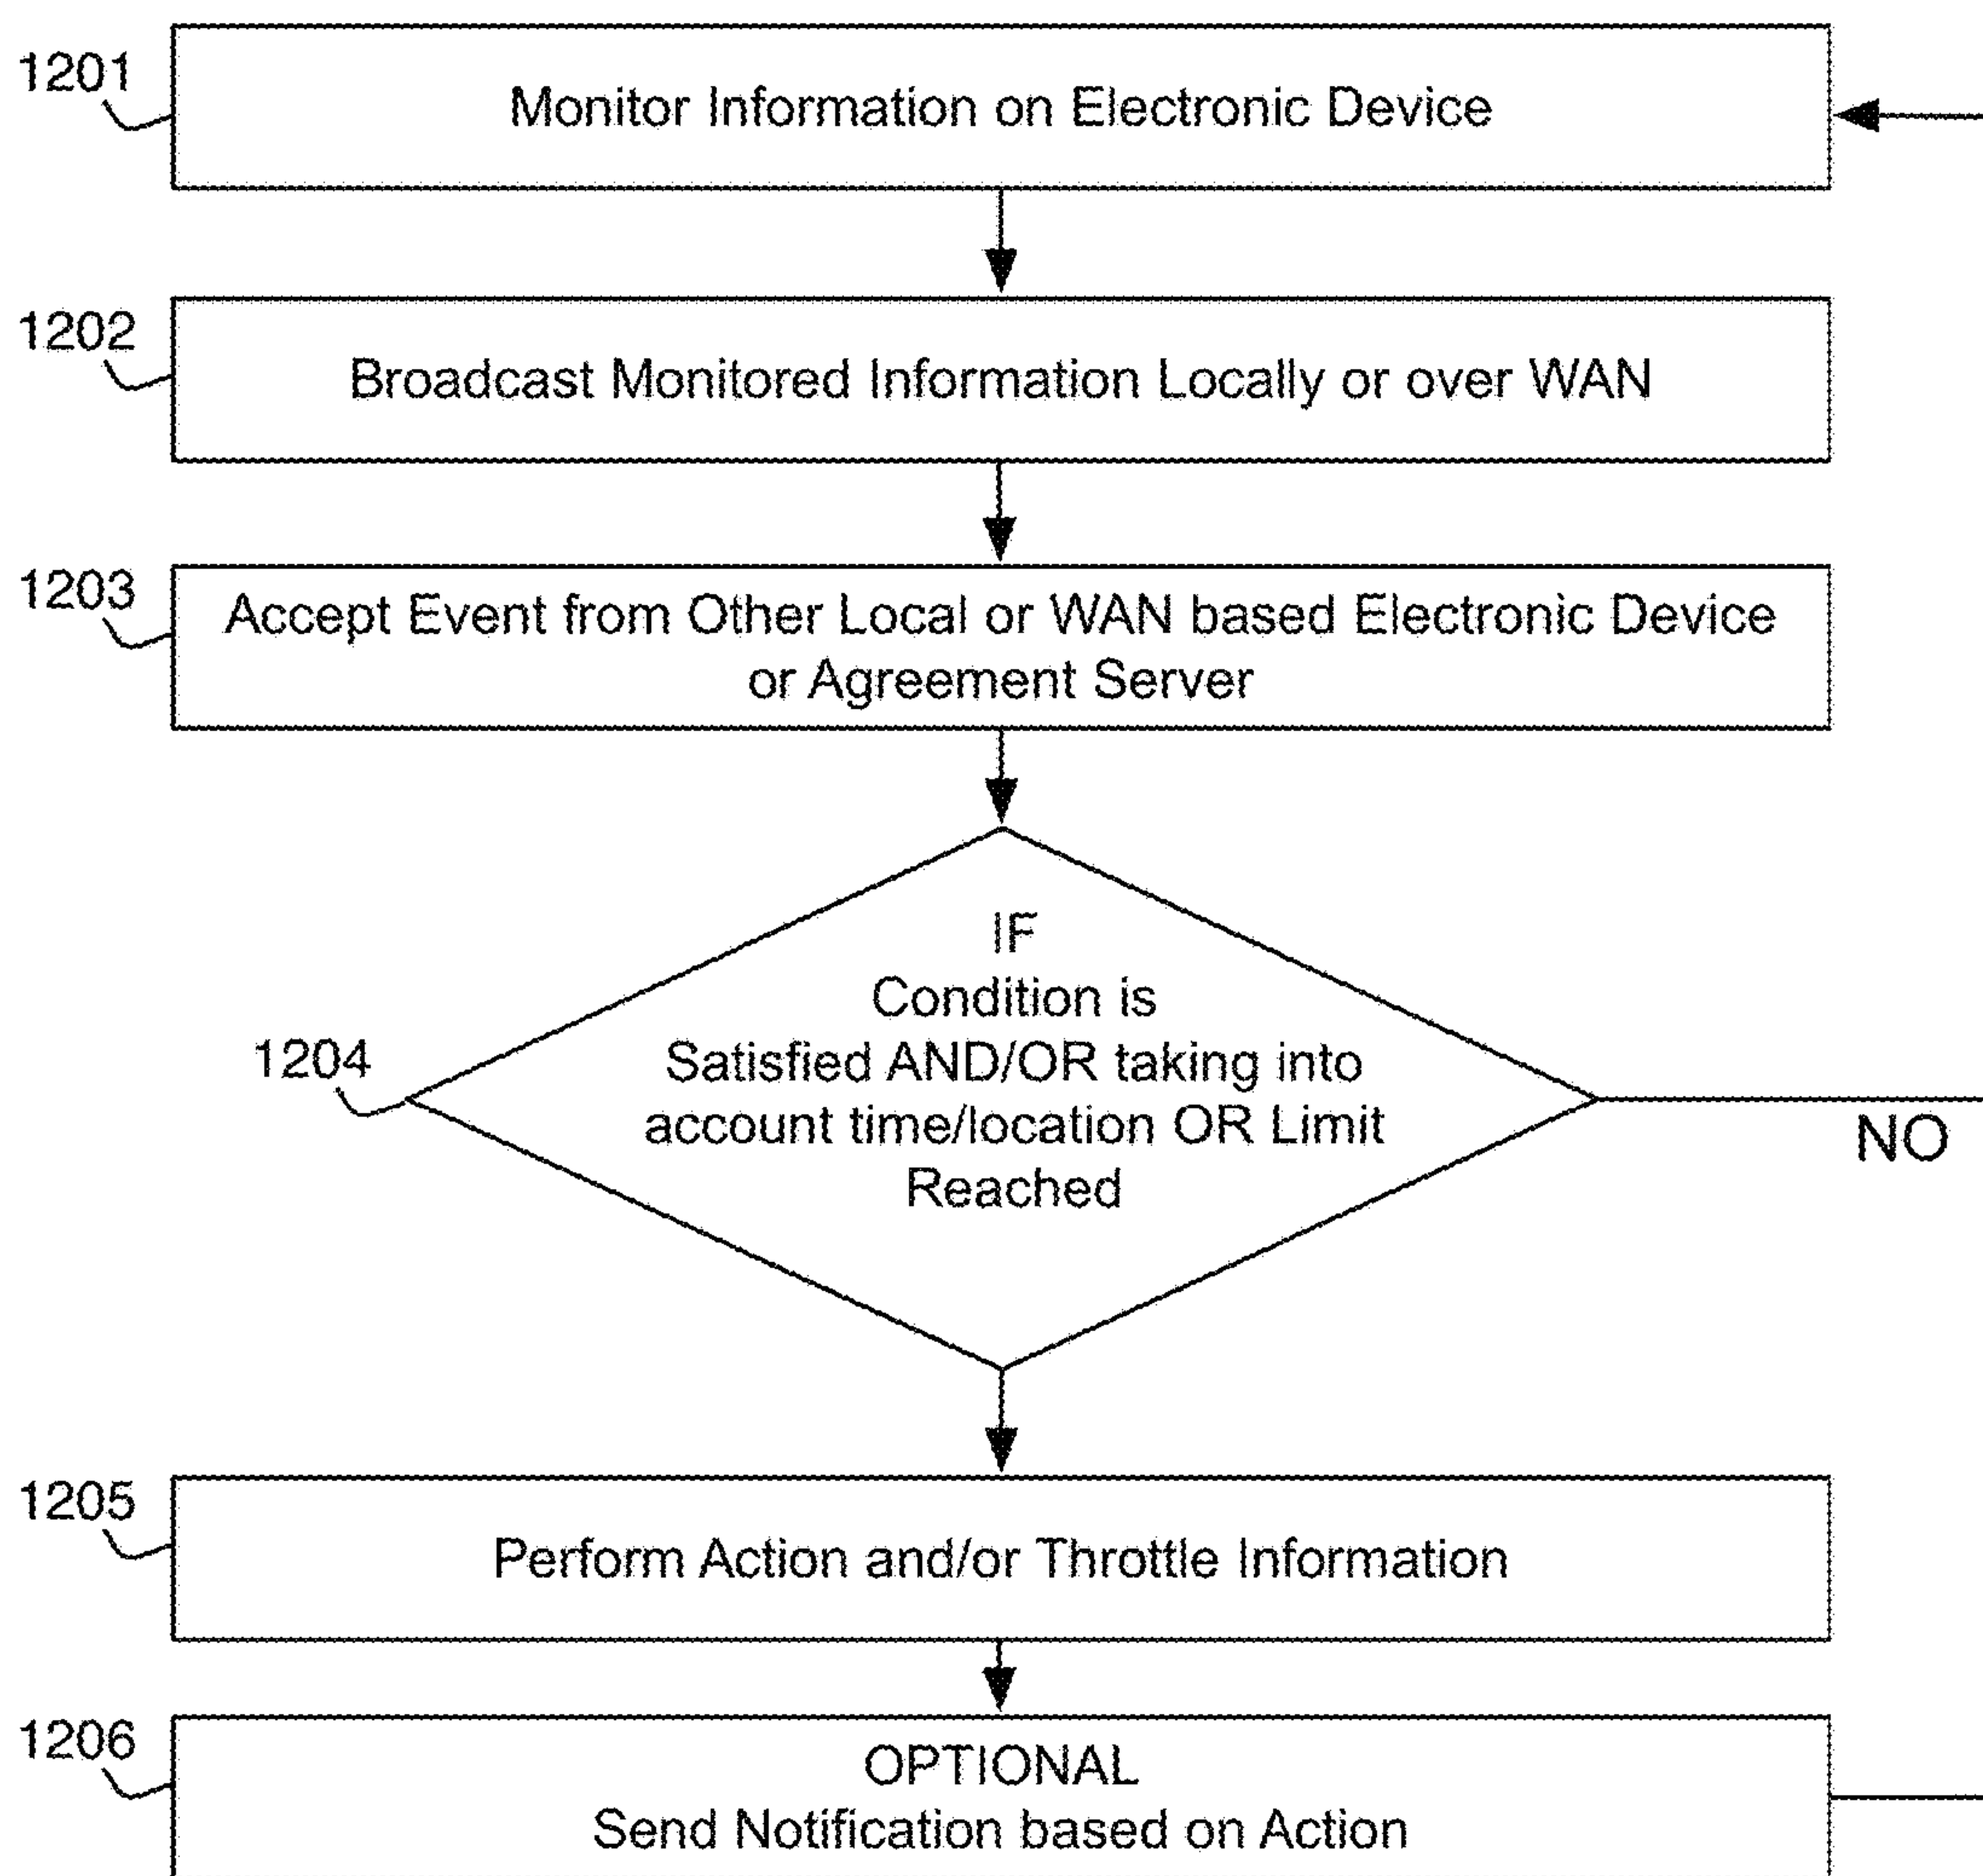 1201
Monitor Information on Electronic Device
1202
Broadcast Monitored Information Locally or over WAN
1203
Accept Event from Other Local or WAN based Electronic Device
or Agreement Server
IF
Condition is
Satisfied AND/OR taking into
account time/location OR Limit
Reached
1204
NO
1205
Perform Action and/or Throttle Information
1206
OPTIONAL
Send Notification based on Action